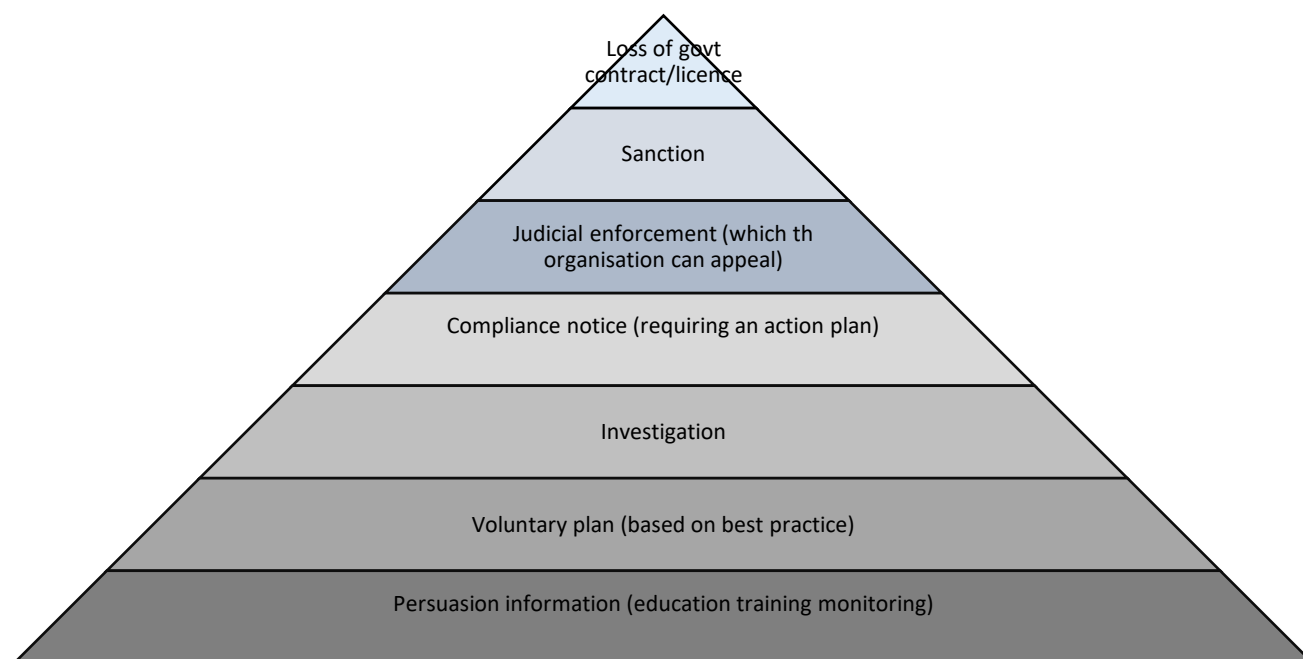 Loss of govt
contract/licence
Sanction
Judicial enforcement (which th
organisation can appeal)
Compliance notice (requiring an action plan)
Investigation
Voluntary plan (based on best practice)
Persuasion information (education training monitoring)